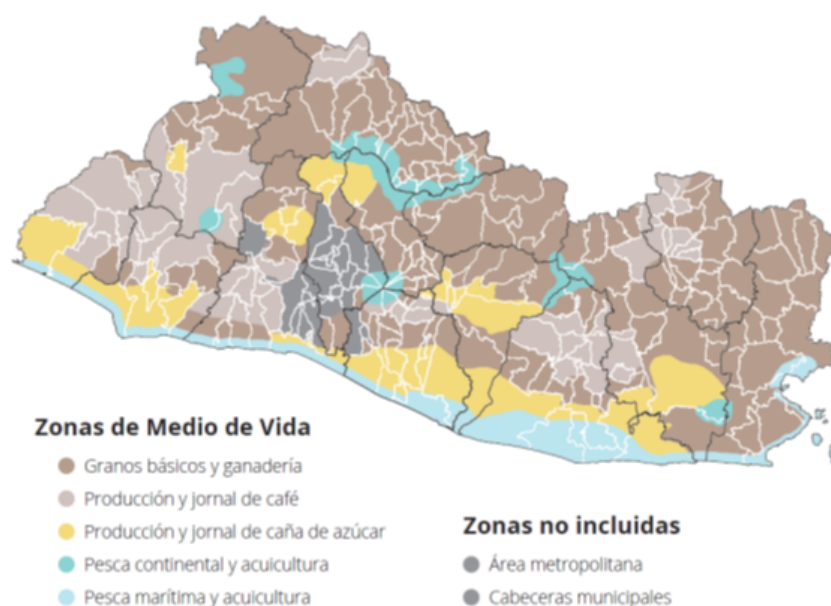 Zonas de Medio de Vida
Granos básicos y ganadería
Producción y jornal de café
Producción y jornal de caña de azúcar
Pesca continental y acuicultura
Pesca marítima y acuicultura
Zonas no incluidas
Área metropolitana
Cabeceras municipales